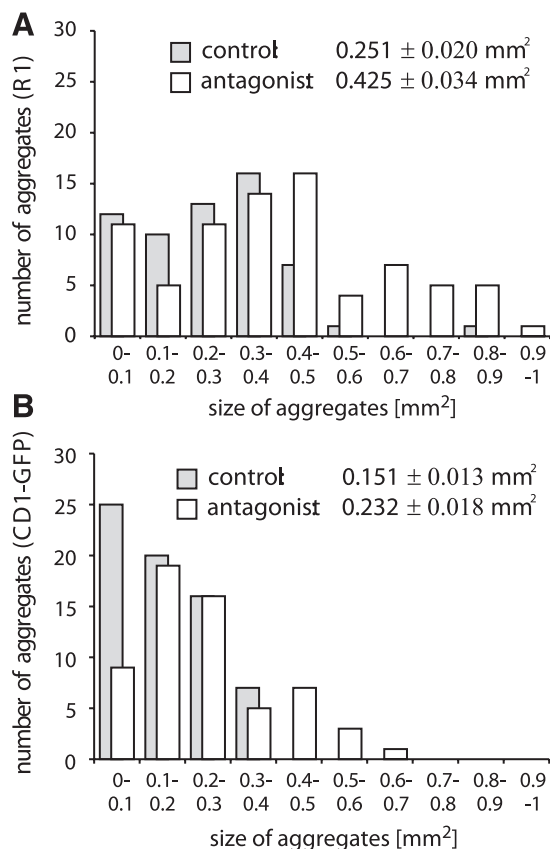 A
number of aggregates (R1)
30
25
20
15
10
5
0
control: 0.251 ± 0.020 mm²
antagonist: 0.425 ± 0.034 mm²
0- 0.1- 0.2- 0.3- 0.4- 0.5- 0.6- 0.7- 0.8- 0.9
0.1 0.2 0.3 0.4 0.5 0.6 0.7 0.8 0.9 -1
size of aggregates [mm²]
B
number of aggregates (CD1-GFP)
30
25
20
15
10
5
0
control: 0.151 ± 0.013 mm²
antagonist: 0.232 ± 0.018 mm²
0- 0.1- 0.2- 0.3- 0.4- 0.5- 0.6- 0.7- 0.8- 0.9
0.1 0.2 0.3 0.4 0.5 0.6 0.7 0.8 0.9 -1
size of aggregates [mm²]